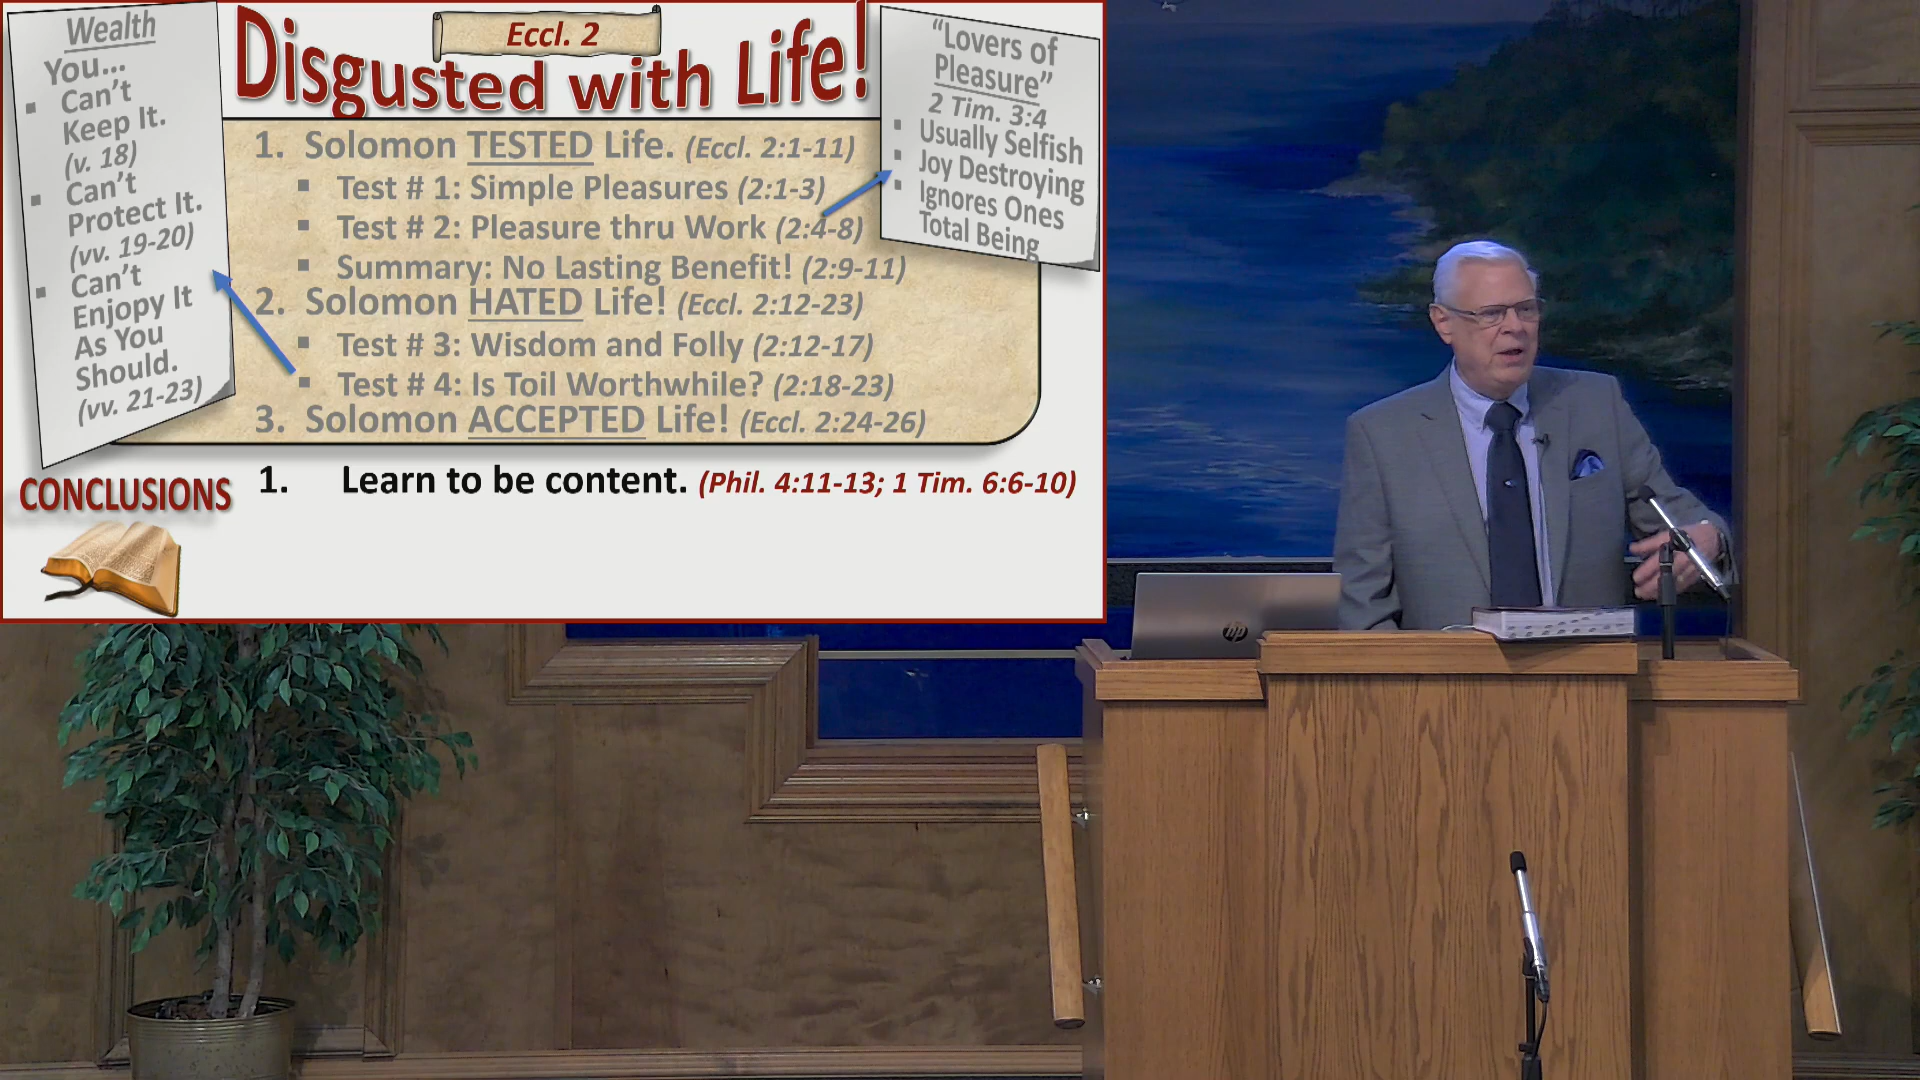 Eccl. 2
Disgusted with Life!
Wealth
You...
▪ Can't
Keep It.
(v. 18)
▪ Can't
Protect It.
(vv. 19-20)
▪ Can't
Enjopy It
As You
Should.
(vv. 21-23)
1. Solomon TESTED Life. (Eccl. 2:1-11)
▪ Test # 1: Simple Pleasures (2:1-3)
▪ Test # 2: Pleasure thru Work (2:4-8)
▪ Summary: No Lasting Benefit! (2:9-11)
2. Solomon HATED Life! (Eccl. 2:12-23)
▪ Test # 3: Wisdom and Folly (2:12-17)
▪ Test # 4: Is Toil Worthwhile? (2:18-23)
3. Solomon ACCEPTED Life! (Eccl. 2:24-26)
“Lovers of
Pleasure”
2 Tim. 3:4
▪ Usually Selfish
▪ Joy Destroying
▪ Ignores Ones
Total Being
CONCLUSIONS
1. Learn to be content. (Phil. 4:11-13; 1 Tim. 6:6-10)
hp